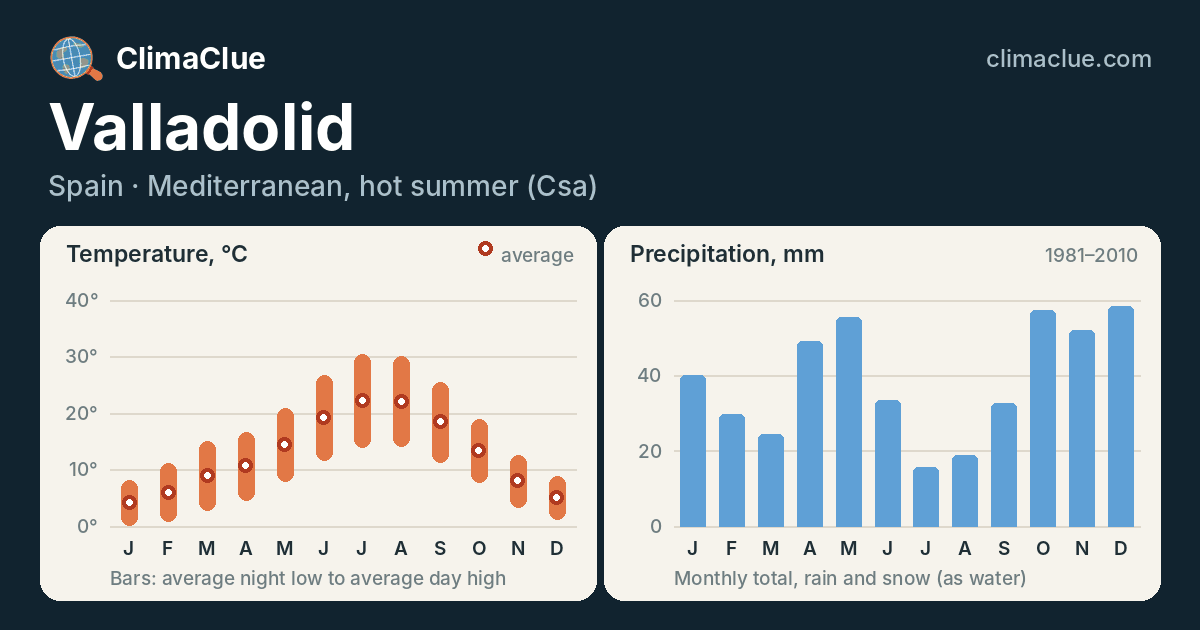 ClimaClue
climaclue.com
Valladolid
Spain · Mediterranean, hot summer (Csa)
Temperature, °C
average
40°
30°
20°
10°
0°
J F M A M J J A S O N D
Bars: average night low to average day high
Precipitation, mm
1981–2010
60
40
20
0
J F M A M J J A S O N D
Monthly total, rain and snow (as water)